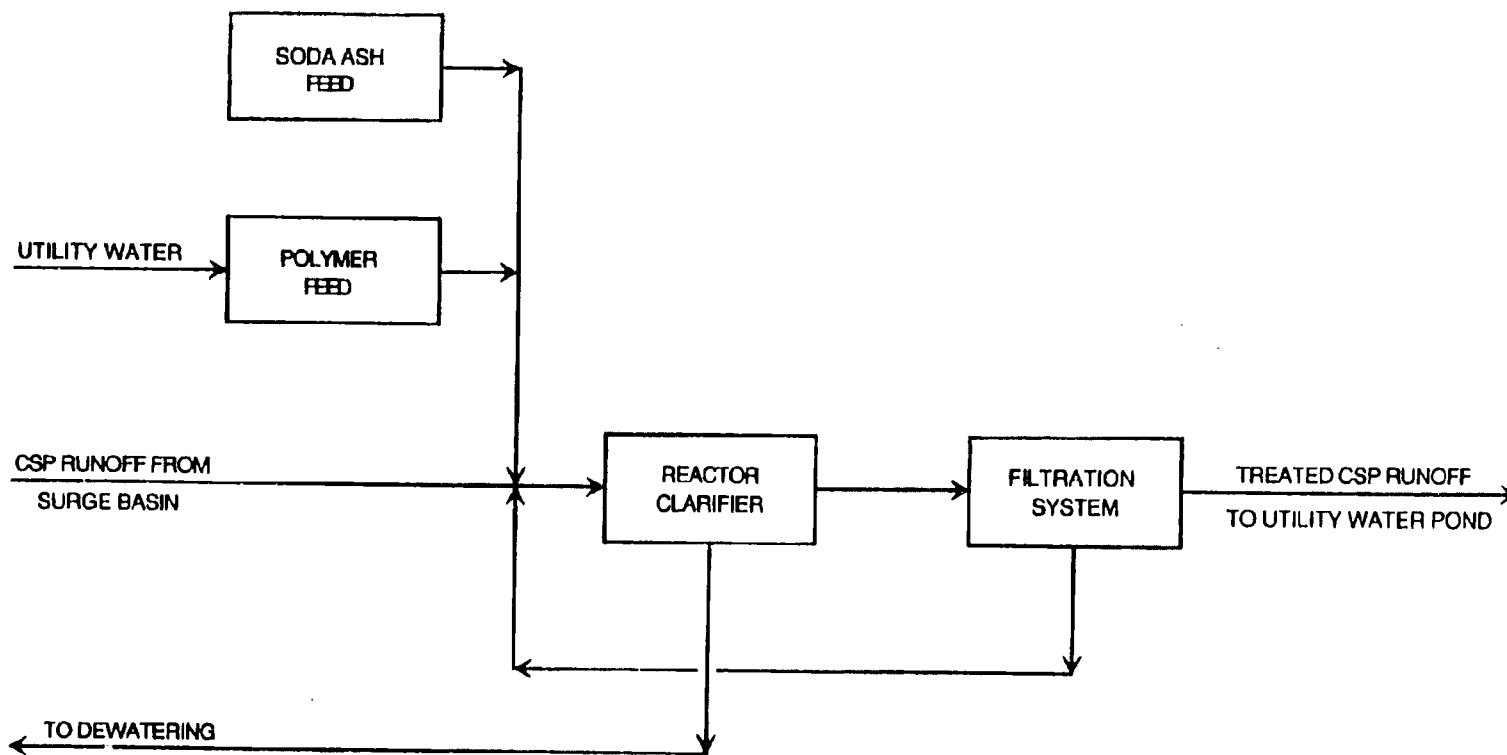 SODA ASH
FEED
UTILITY WATER
POLYMER
FEED
CSP RUNOFF FROM
SURGE BASIN
REACTOR
CLARIFIER
FILTRATION
SYSTEM
TREATED CSP RUNOFF
TO UTILITY WATER POND
TO DEWATERING